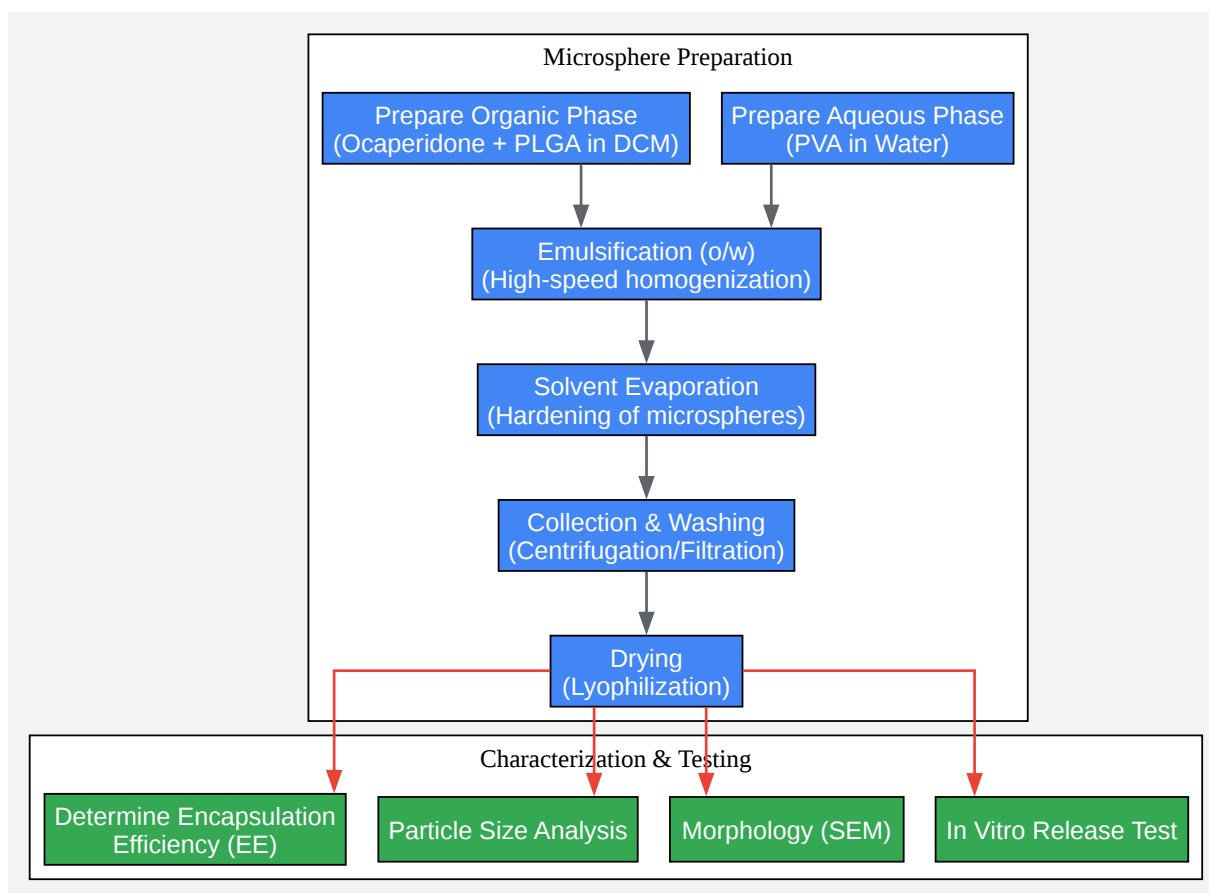 Microsphere Preparation
Prepare Organic Phase
(Ocaperidone + PLGA in DCM)
Prepare Aqueous Phase
(PVA in Water)
Emulsification (o/w)
(High-speed homogenization)
Solvent Evaporation
(Hardening of microspheres)
Collection & Washing
(Centrifugation/Filtration)
Drying
(Lyophilization)
Characterization & Testing
Determine Encapsulation
Efficiency (EE)
Particle Size Analysis
Morphology (SEM)
In Vitro Release Test